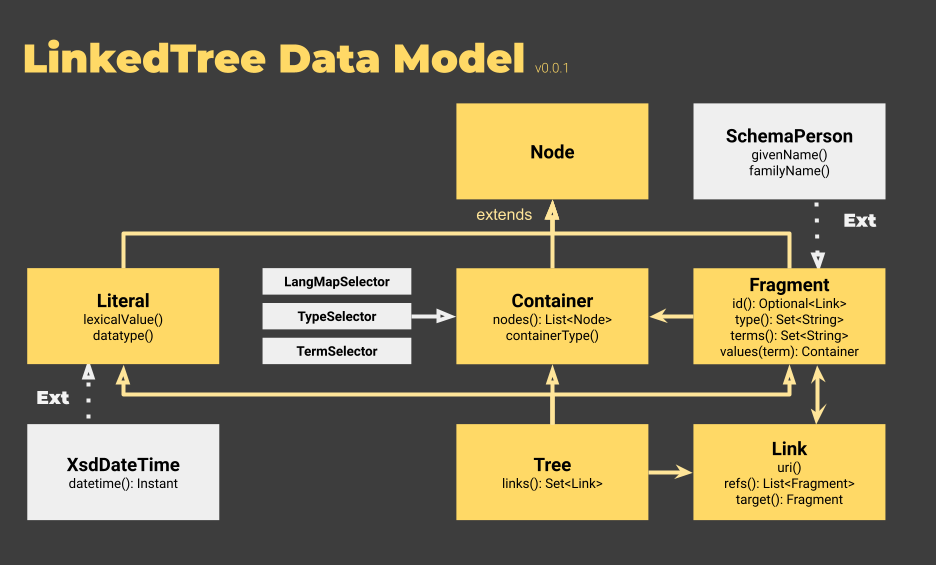 LinkedTree Data Model v0.0.1
Node
SchemaPerson
givenName()
familyName()
extends
Ext
Literal
lexicalValue()
datatype()
LangMapSelector
TypeSelector
TermSelector
Container
nodes(): List<Node>
containerType()
Fragment
id(): Optional<Link>
type(): Set<String>
terms(): Set<String>
values(term): Container
Ext
XsdDateTime
datetime(): Instant
Tree
links(): Set<Link>
Link
uri()
refs(): List<Fragment>
target(): Fragment